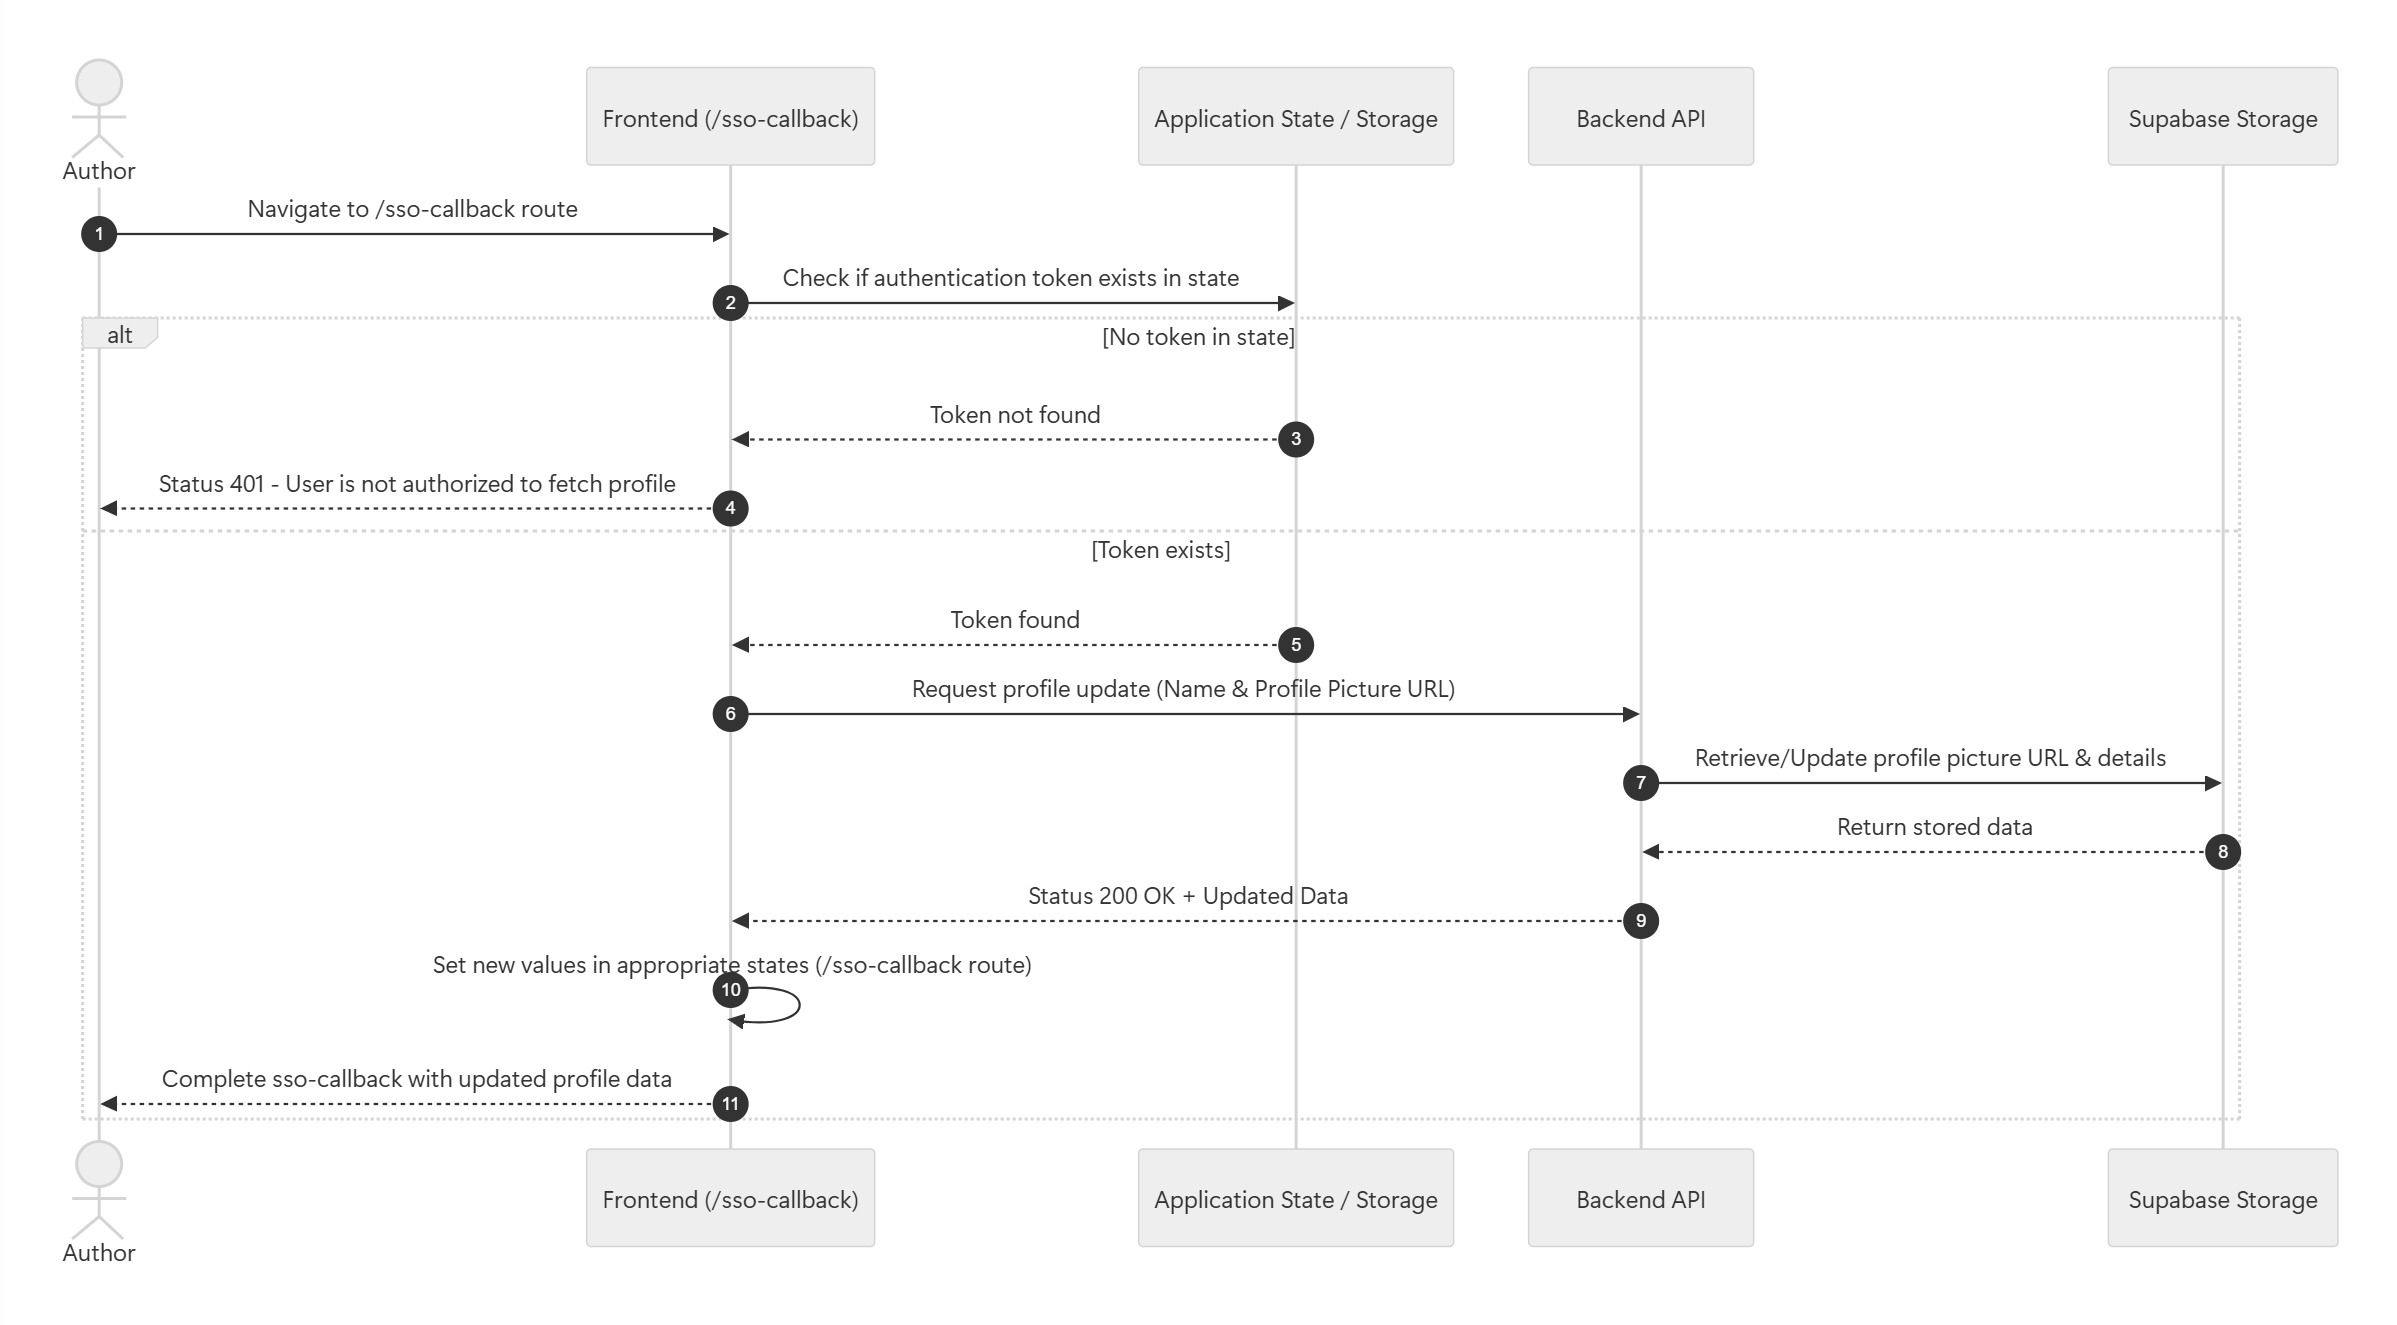 Author
Frontend (/sso-callback)
Application State / Storage
Backend API
Supabase Storage
Navigate to /sso-callback route
1
Check if authentication token exists in state
2
alt
[No token in state]
Token not found
3
Status 401 - User is not authorized to fetch profile
4
[Token exists]
Token found
5
Request profile update (Name & Profile Picture URL)
6
Retrieve/Update profile picture URL & details
7
Return stored data
8
Status 200 OK + Updated Data
9
Set new values in appropriate states (/sso-callback route)
10
Complete sso-callback with updated profile data
11
Author
Frontend (/sso-callback)
Application State / Storage
Backend API
Supabase Storage